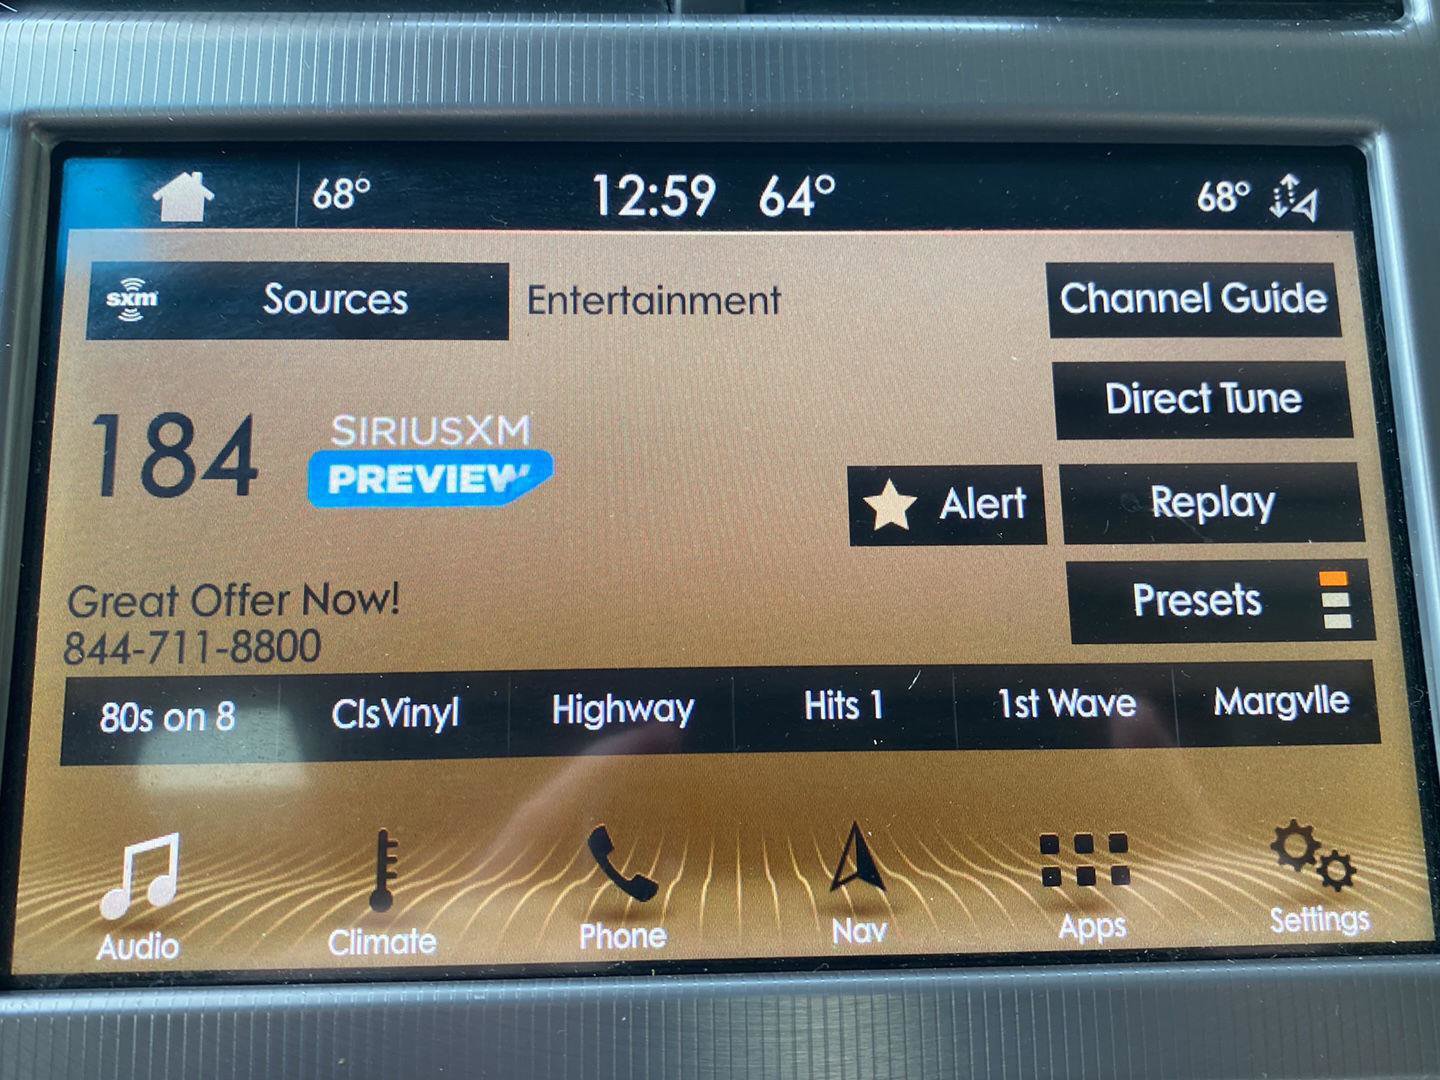 68° 12:59 64° 68°
sxm Sources Entertainment Channel Guide
Direct Tune
184 SIRIUSXM
PREVIEW
Alert Replay
Great Offer Now! Presets
844-711-8800
80s on 8 ClsVinyl Highway Hits 1 1st Wave Margvlle
Audio Climate Phone Nav Apps Settings